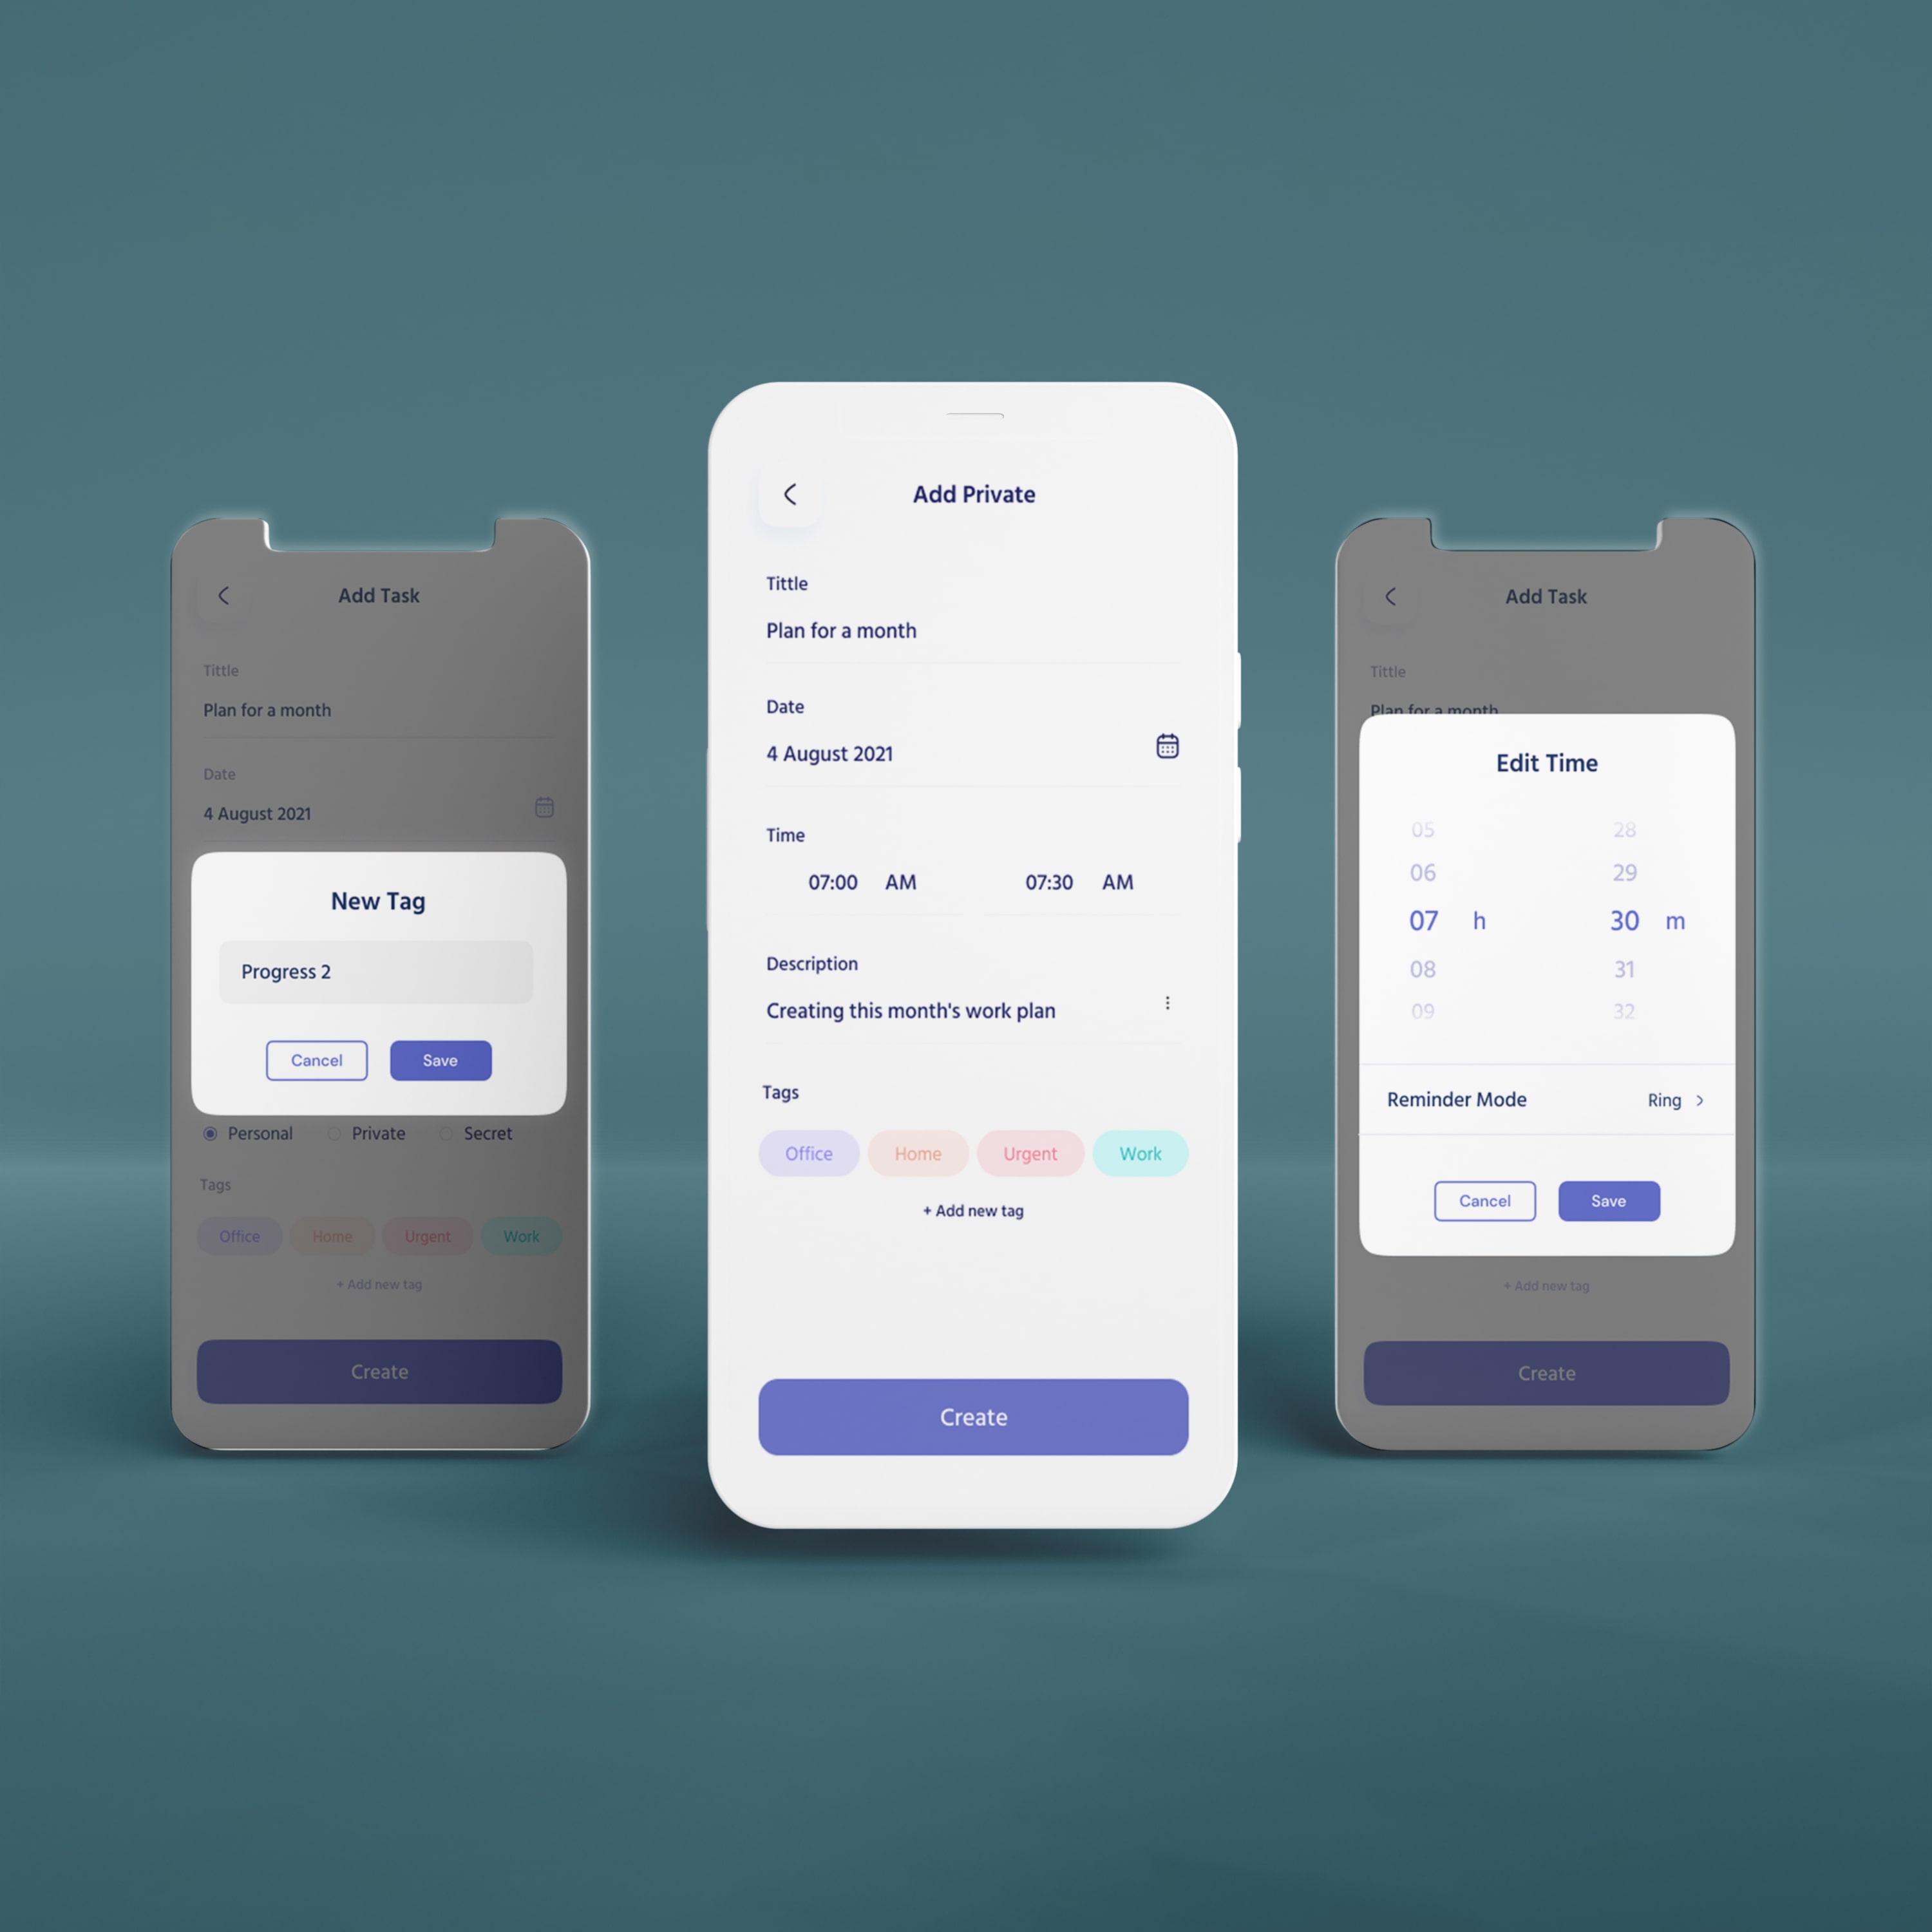 Add Task
Tittle
Plan for a month
Date
4 August 2021
New Tag
Progress 2
Cancel Save
Personal Private Secret
Tags
Office Home Urgent Work
+ Add new tag
Create
Add Private
Tittle
Plan for a month
Date
4 August 2021
Time
07:00 AM 07:30 AM
Description
Creating this month's work plan
Tags
Office Home Urgent Work
+ Add new tag
Create
Add Task
Tittle
Plan for a month
Edit Time
05 28
06 29
07 h 30 m
08 31
09 32
Reminder Mode Ring
Cancel Save
+ Add new tag
Create